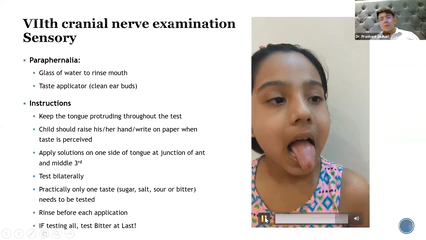 VIIth cranial nerve examination
Sensory
Paraphernalia:
Glass of water to rinse mouth
Taste applicator (clean ear buds)
Instructions
Keep the tongue protruding throughout the test
Child should raise his/her hand/write on paper when
taste is perceived
Apply solutions on one side of tongue at junction of ant
and middle 3rd
Test bilaterally
Practically only one taste (sugar, salt, sour or bitter)
needs to be tested
Rinse before each application
IF testing all, test Bitter at Last!